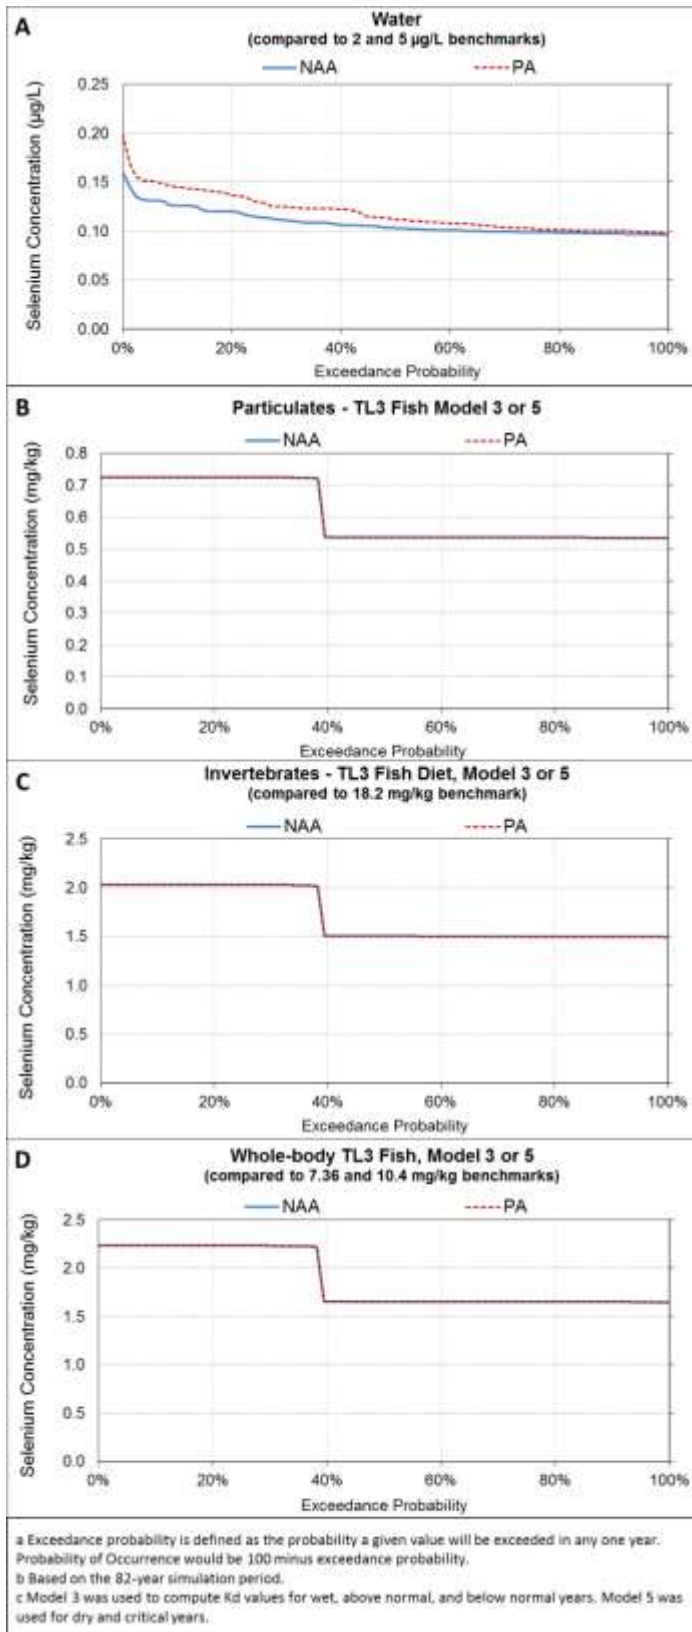 A
Water
(compared to 2 and 5 µg/L benchmarks)
NAA PA
Selenium Concentration (µg/L)
0.25
0.20
0.15
0.10
0.05
0.00
0% 20% 40% 60% 80% 100%
Exceedance Probability
B
Particulates - TL3 Fish Model 3 or 5
NAA PA
Selenium Concentration (mg/kg)
0.8
0.7
0.6
0.5
0.4
0.3
0.2
0.1
0.0
0% 20% 40% 60% 80% 100%
Exceedance Probability
C
Invertebrates - TL3 Fish Diet, Model 3 or 5
(compared to 18.2 mg/kg benchmark)
NAA PA
Selenium Concentration (mg/kg)
2.5
2.0
1.5
1.0
0.5
0.0
0% 20% 40% 60% 80% 100%
Exceedance Probability
D
Whole-body TL3 Fish, Model 3 or 5
(compared to 7.36 and 10.4 mg/kg benchmarks)
NAA PA
Selenium Concentration (mg/kg)
2.5
2.0
1.5
1.0
0.5
0.0
0% 20% 40% 60% 80% 100%
Exceedance Probability
a Exceedance probability is defined as the probability a given value will be exceeded in any one year.
Probability of Occurrence would be 100 minus exceedance probability.
b Based on the 82-year simulation period.
c Model 3 was used to compute Kd values for wet, above normal, and below normal years. Model 5 was
used for dry and critical years.